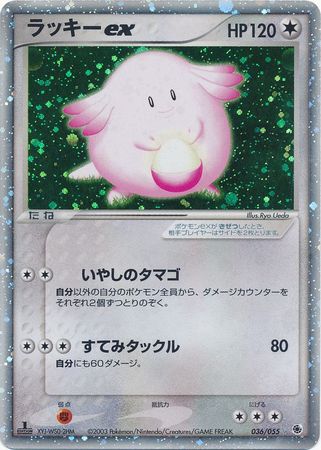 ラッキーex HP120
Illus.Ryo Ueda
たね
ポケモンexがきぜつしたとき、
相手プレイヤーはサイドを2枚とります。
いやしのタマゴ
自分以外の自分のポケモン全員から、ダメージカウンター
をそれぞれ2個ずつとりのぞく。
すてみタックル 80
自分にも60ダメージ。
弱点 抵抗力 にげる
1
©2003 Pokémon/Nintendo/Creatures/GAME FREAK
036/055